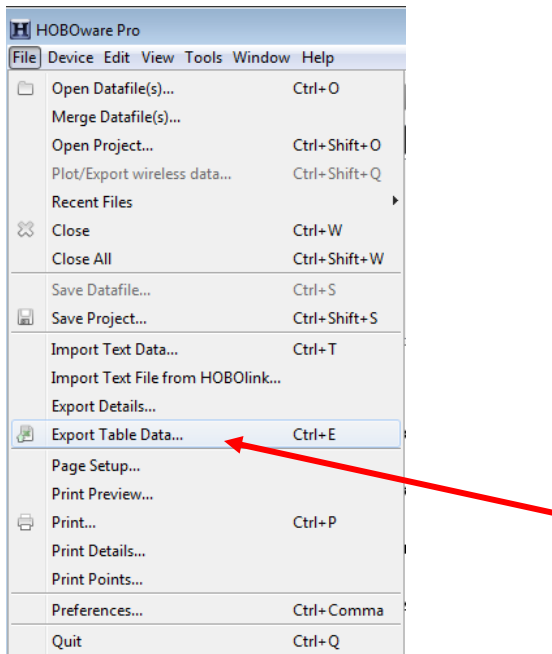 HOBOware Pro
File Device Edit View Tools Window Help
Open Datafile(s)... Ctrl+O
Merge Datafile(s)...
Open Project... Ctrl+Shift+O
Plot/Export wireless data... Ctrl+Shift+Q
Recent Files
Close Ctrl+W
Close All Ctrl+Shift+W
Save Datafile... Ctrl+S
Save Project... Ctrl+Shift+S
Import Text Data... Ctrl+T
Import Text File from HOBOlink...
Export Details...
Export Table Data... Ctrl+E
Page Setup...
Print Preview...
Print... Ctrl+P
Print Details...
Print Points...
Preferences... Ctrl+Comma
Quit Ctrl+Q